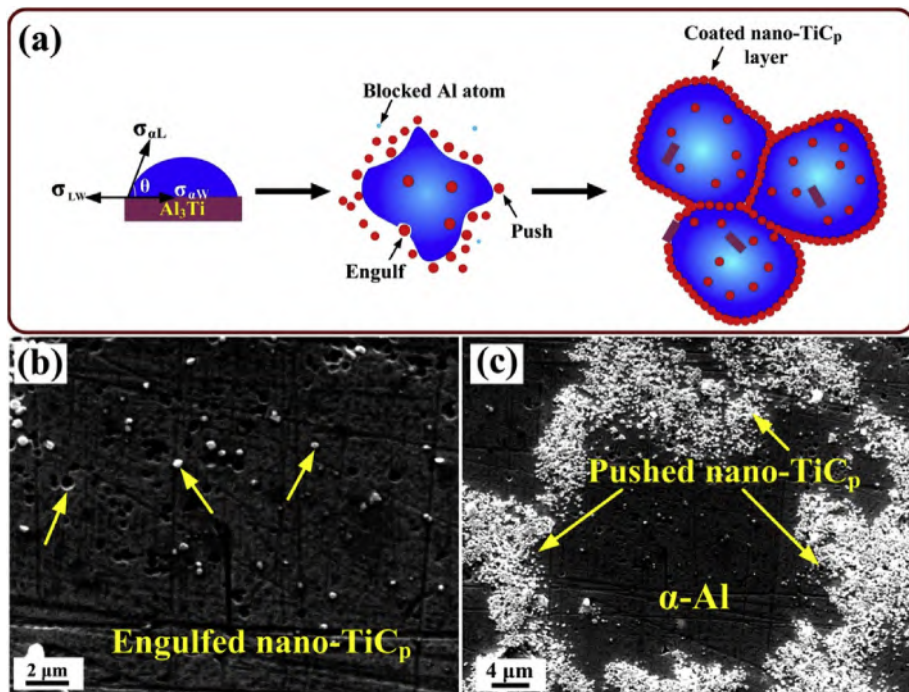 (a)
Coated nano-TiCp
layer
Blocked Al atom
σαL
θ
σLW
σαW
Al3Ti
Push
Engulf
(b)
Engulfed nano-TiCp
2 μm
(c)
Pushed nano-TiCp
α-Al
4 μm